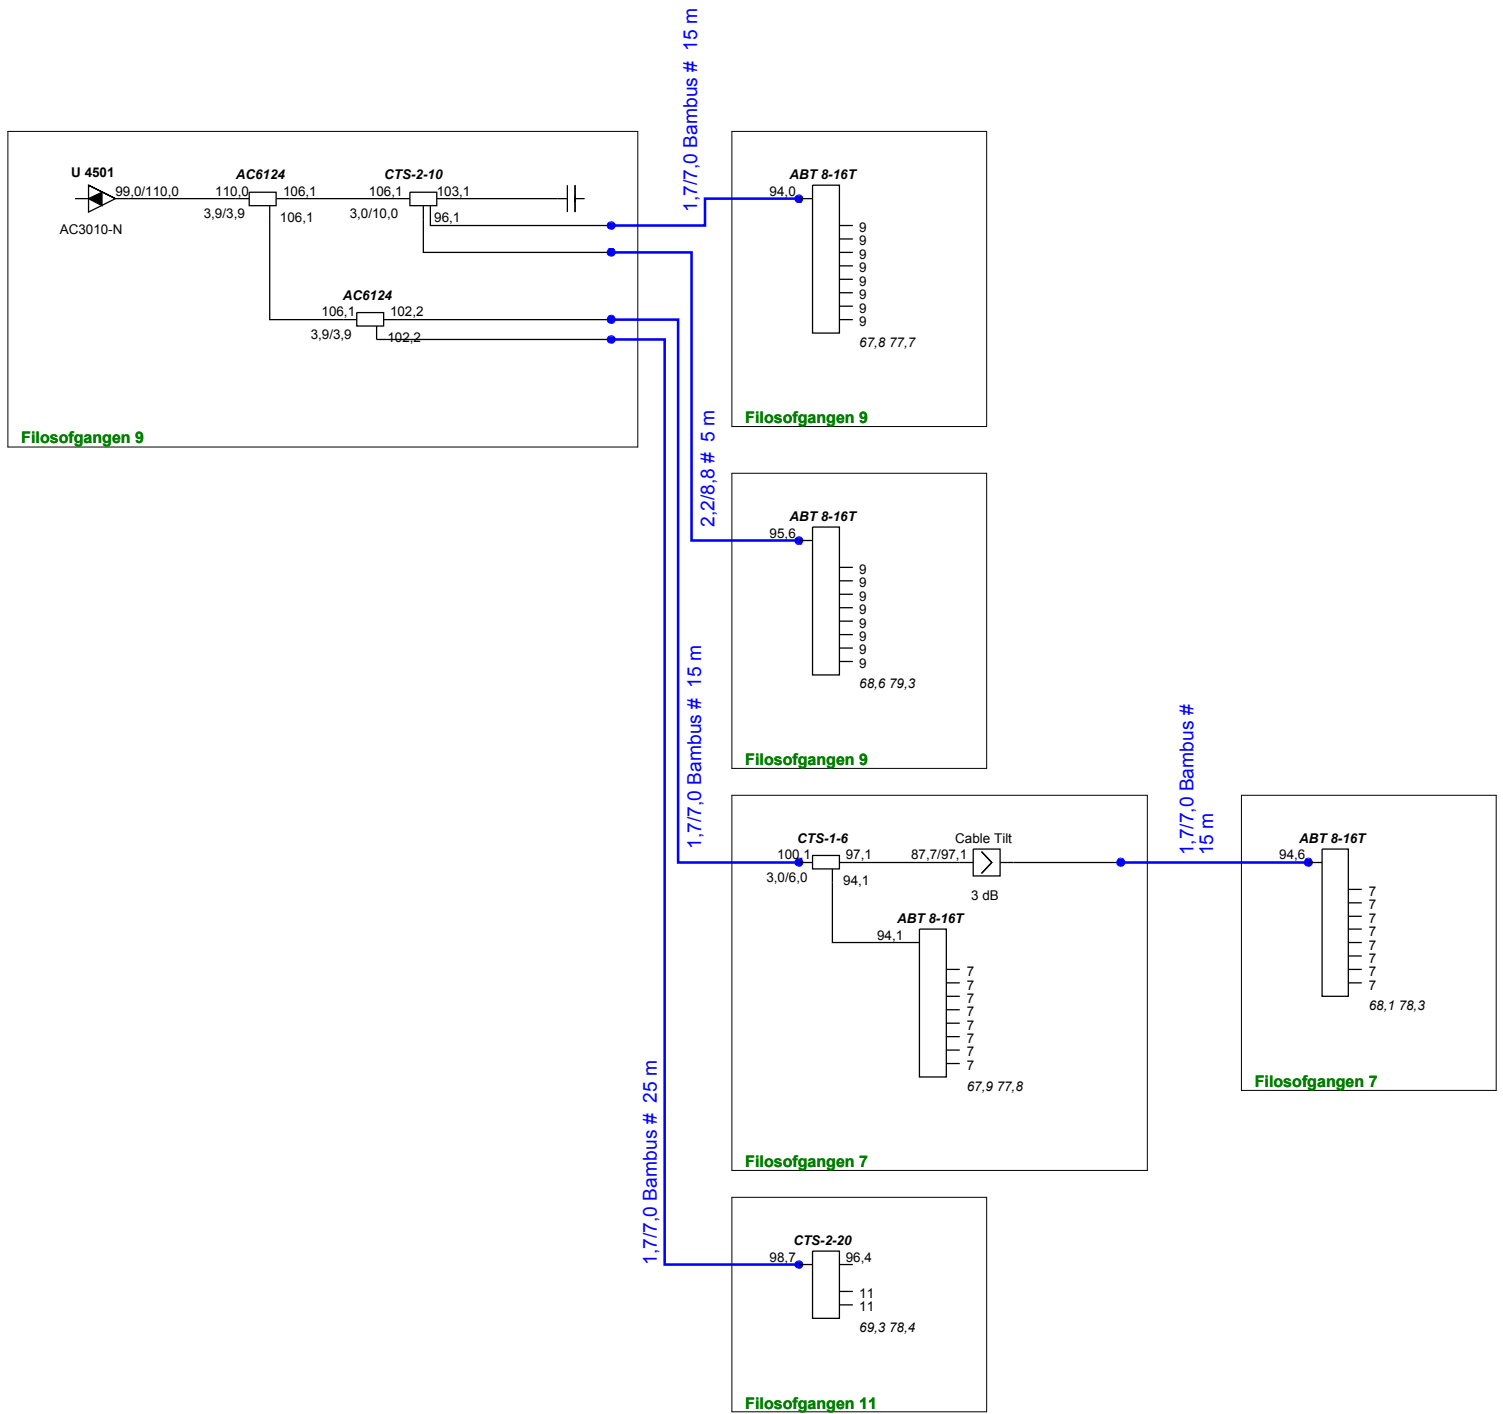 1,7/7,0 Bambus # 15 m
U 4501
99,0/110,0
AC3010-N
AC6124
110,0
106,1
3,9/3,9
106,1
CTS-2-10
106,1
103,1
3,0/10,0
96,1
AC6124
106,1
102,2
3,9/3,9
102,2
Filosofgangen 9
ABT 8-16T
94,0
9
9
9
9
9
9
9
9
67,8 77,7
Filosofgangen 9
2,2/8,8 # 5 m
ABT 8-16T
95,6
9
9
9
9
9
9
9
9
68,6 79,3
Filosofgangen 9
1,7/7,0 Bambus # 15 m
CTS-1-6
100,1
97,1
3,0/6,0
94,1
Cable Tilt
87,7/97,1
3 dB
ABT 8-16T
94,1
7
7
7
7
7
7
7
7
67,9 77,8
Filosofgangen 7
1,7/7,0 Bambus #
15 m
ABT 8-16T
94,6
7
7
7
7
7
7
7
7
68,1 78,3
Filosofgangen 7
1,7/7,0 Bambus # 25 m
CTS-2-20
98,7
96,4
11
11
69,3 78,4
Filosofgangen 11